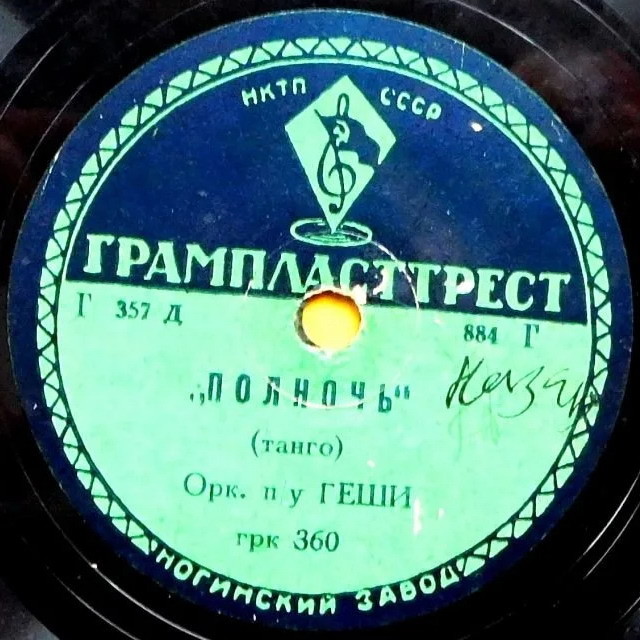 НКТП СССР
ГРАМПЛАСТТРЕСТ
Г 357 Д 884 Г
„ПОЛНОЧЬ“
(танго)
Орк. п/у ГЕШИ
грк 360
НОГИНСКИЙ ЗАВОД